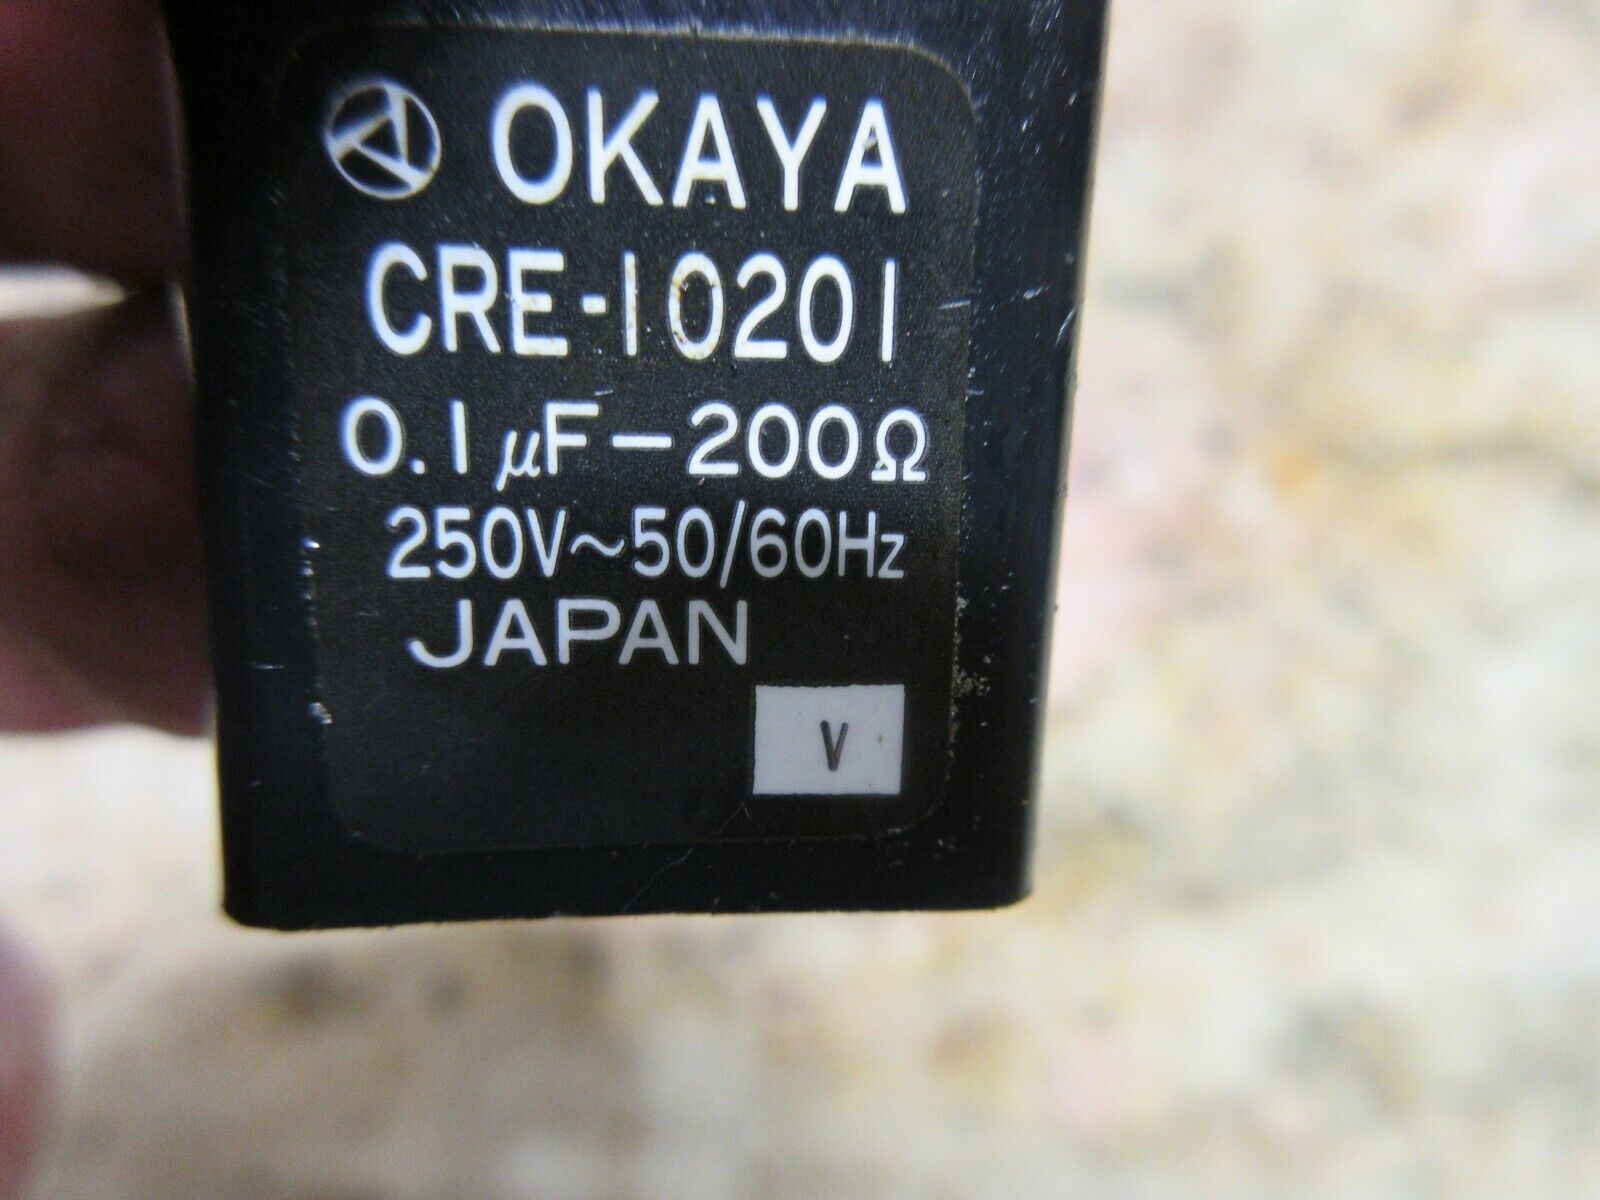 OKAYA
CRE-10201
0.1μF-200Ω
250V~50/60Hz
JAPAN
V